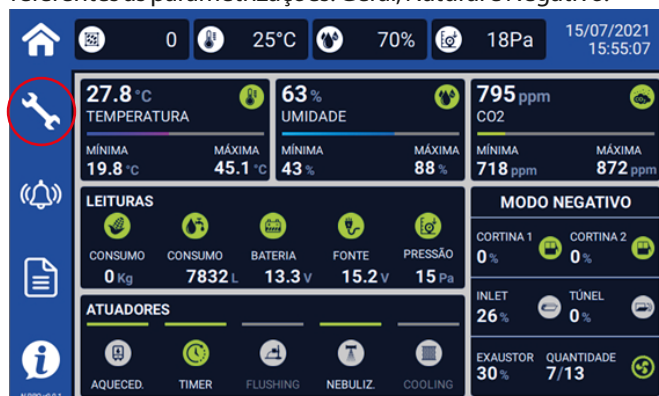 referentes às parametrizações: Geral, Natural e Negativo.
0 25°C 70% 18Pa 15/07/2021
15:55:07
27.8 °C
TEMPERATURA
MÍNIMA MÁXIMA
19.8 °C 45.1 °C
63 %
UMIDADE
MÍNIMA MÁXIMA
43 % 88 %
795 ppm
CO2
MÍNIMA MÁXIMA
718 ppm 872 ppm
LEITURAS
CONSUMO CONSUMO BATERIA FONTE PRESSÃO
0 Kg 7832 L 13.3 V 15.2 V 15 Pa
ATUADORES
AQUECED. TIMER FLUSHING NEBULIZ. COOLING
MODO NEGATIVO
CORTINA 1 CORTINA 2
0 % 0 %
INLET TÚNEL
26 % 0 %
EXAUSTOR QUANTIDADE
30 % 7/13